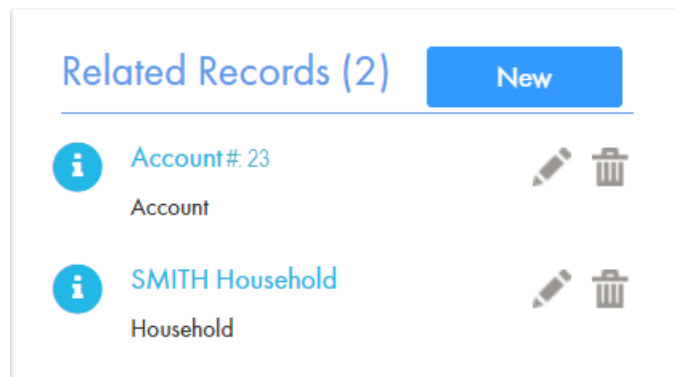 Related Records (2)
New
Account #: 23
Account
SMITH Household
Household